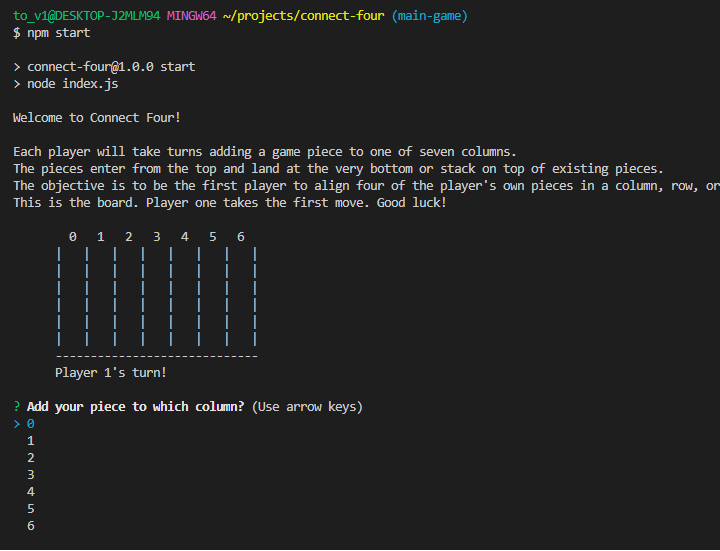 to_v1@DESKTOP-J2MLM94 MINGW64 ~/projects/connect-four (main-game)
$ npm start
> connect-four@1.0.0 start
> node index.js
Welcome to Connect Four!
Each player will take turns adding a game piece to one of seven columns.
The pieces enter from the top and land at the very bottom or stack on top of existing pieces.
The objective is to be the first player to align four of the player's own pieces in a column, row, or
This is the board. Player one takes the first move. Good luck!
0 1 2 3 4 5 6
| | | | | | | |
| | | | | | | |
| | | | | | | |
| | | | | | | |
| | | | | | | |
| | | | | | | |
-----------------------------
Player 1's turn!
? Add your piece to which column? (Use arrow keys)
> 0
1
2
3
4
5
6